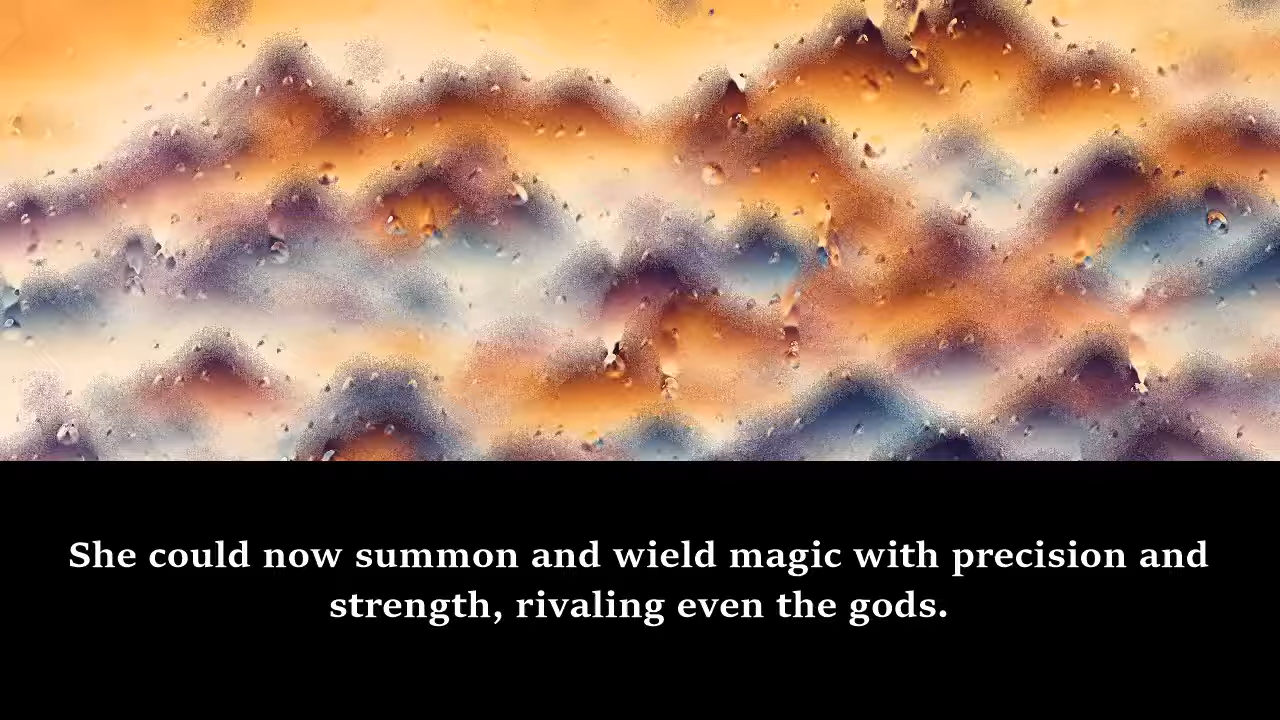 She could now summon and wield magic with precision and
strength, rivaling even the gods.